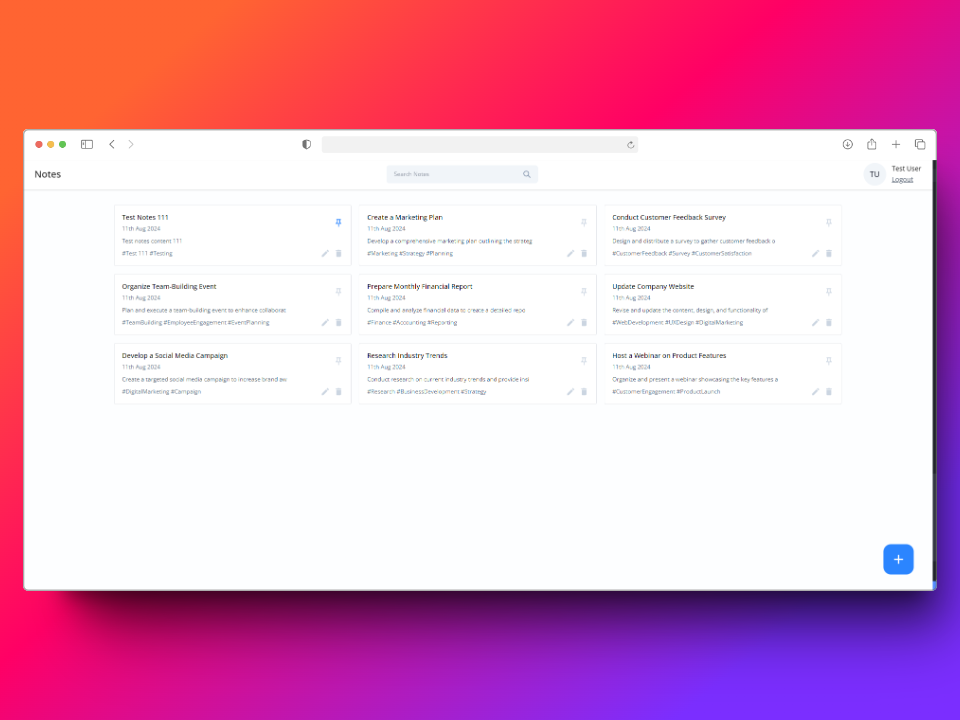 Notes
Search Notes
TU
Test User
Logout
Test Notes 111
11th Aug 2024
Test notes content 111
#Test 111 #Testing
Create a Marketing Plan
11th Aug 2024
Develop a comprehensive marketing plan outlining the strateg
#Marketing #Strategy #Planning
Conduct Customer Feedback Survey
11th Aug 2024
Design and distribute a survey to gather customer feedback o
#CustomerFeedback #Survey #CustomerSatisfaction
Organize Team-Building Event
11th Aug 2024
Plan and execute a team-building event to enhance collaborat
#TeamBuilding #EmployeeEngagement #EventPlanning
Prepare Monthly Financial Report
11th Aug 2024
Compile and analyze financial data to create a detailed repo
#Finance #Accounting #Reporting
Update Company Website
11th Aug 2024
Revise and update the content, design, and functionality of
#WebDevelopment #UXDesign #DigitalMarketing
Develop a Social Media Campaign
11th Aug 2024
Create a targeted social media campaign to increase brand aw
#DigitalMarketing #Campaign
Research Industry Trends
11th Aug 2024
Conduct research on current industry trends and provide insi
#Research #BusinessDevelopment #Strategy
Host a Webinar on Product Features
11th Aug 2024
Organize and present a webinar showcasing the key features a
#CustomerEngagement #ProductLaunch